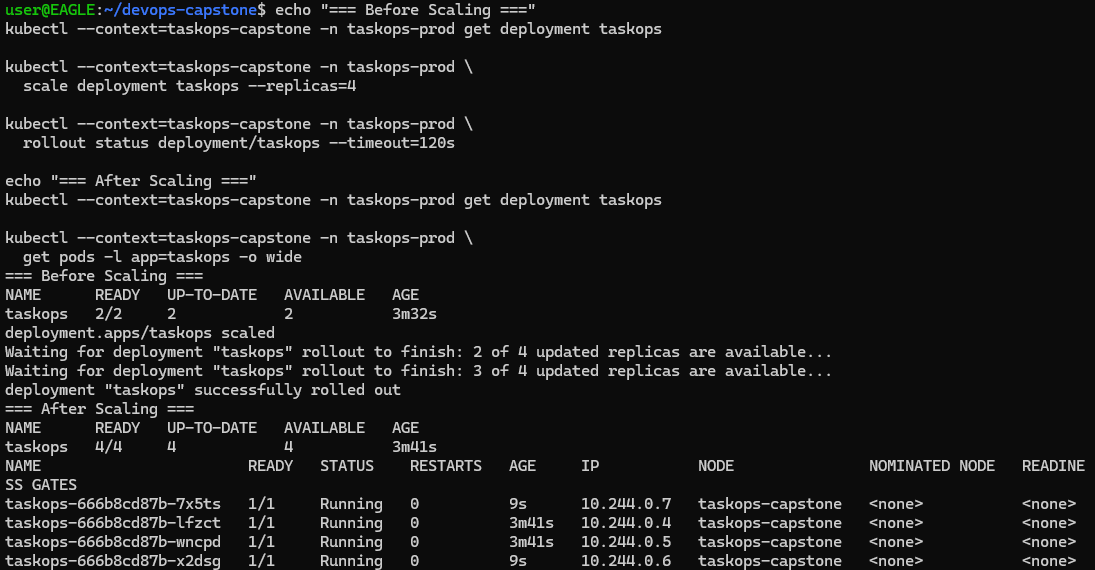 user@EAGLE:~/devops-capstone$ echo "=== Before Scaling ==="
kubectl --context=taskops-capstone -n taskops-prod get deployment taskops

kubectl --context=taskops-capstone -n taskops-prod \
  scale deployment taskops --replicas=4

kubectl --context=taskops-capstone -n taskops-prod \
  rollout status deployment/taskops --timeout=120s

echo "=== After Scaling ==="
kubectl --context=taskops-capstone -n taskops-prod get deployment taskops

kubectl --context=taskops-capstone -n taskops-prod \
  get pods -l app=taskops -o wide
=== Before Scaling ===
NAME      READY   UP-TO-DATE   AVAILABLE   AGE
taskops   2/2     2            2           3m32s
deployment.apps/taskops scaled
Waiting for deployment "taskops" rollout to finish: 2 of 4 updated replicas are available...
Waiting for deployment "taskops" rollout to finish: 3 of 4 updated replicas are available...
deployment "taskops" successfully rolled out
=== After Scaling ===
NAME      READY   UP-TO-DATE   AVAILABLE   AGE
taskops   4/4     4            4           3m41s
NAME                       READY   STATUS    RESTARTS   AGE     IP           NODE               NOMINATED NODE   READINE
SS GATES
taskops-666b8cd87b-7x5ts   1/1     Running   0          9s      10.244.0.7   taskops-capstone   <none>           <none>
taskops-666b8cd87b-lfzct   1/1     Running   0          3m41s   10.244.0.4   taskops-capstone   <none>           <none>
taskops-666b8cd87b-wncpd   1/1     Running   0          3m41s   10.244.0.5   taskops-capstone   <none>           <none>
taskops-666b8cd87b-x2dsg   1/1     Running   0          9s      10.244.0.6   taskops-capstone   <none>           <none>